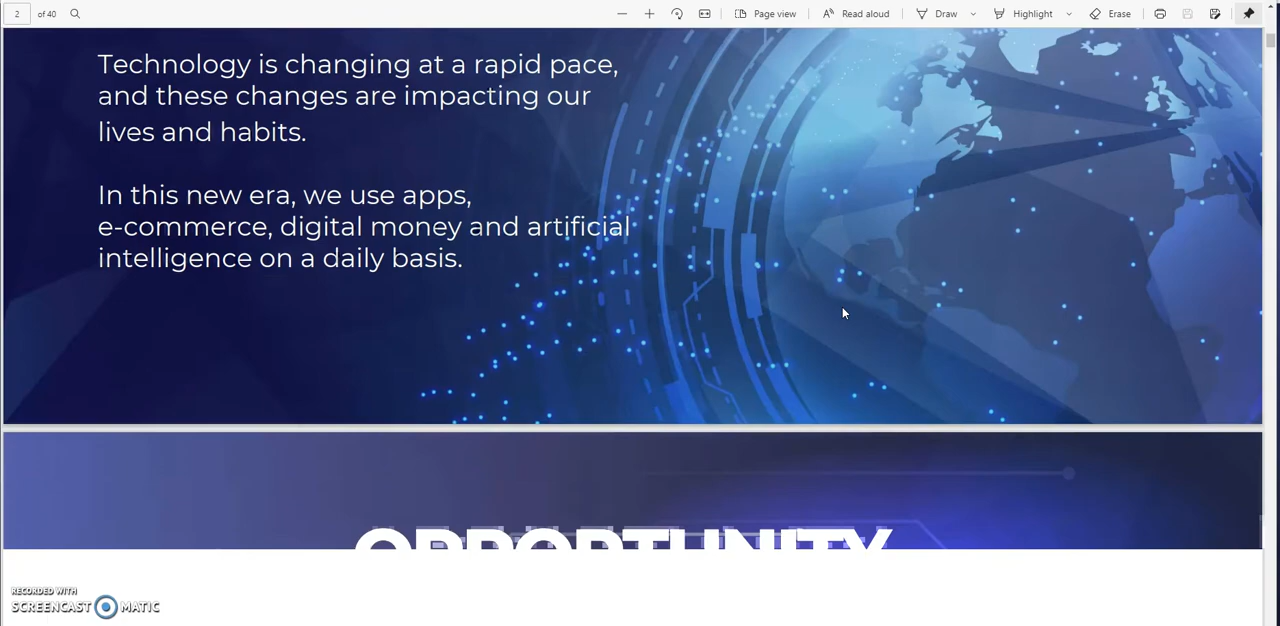 2 of 40 Page view Read aloud Draw Highlight Erase
Technology is changing at a rapid pace,
and these changes are impacting our
lives and habits.
In this new era, we use apps,
e-commerce, digital money and artificial
intelligence on a daily basis.
OPPORTUNITY
RECORDED WITH
SCREENCAST MATIC